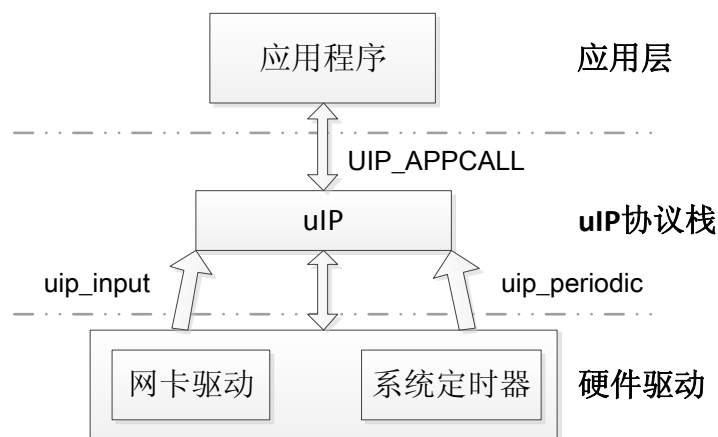 应用程序
应用层
UIP_APPCALL
uIP
uIP协议栈
uip_input
uip_periodic
网卡驱动
系统定时器
硬件驱动